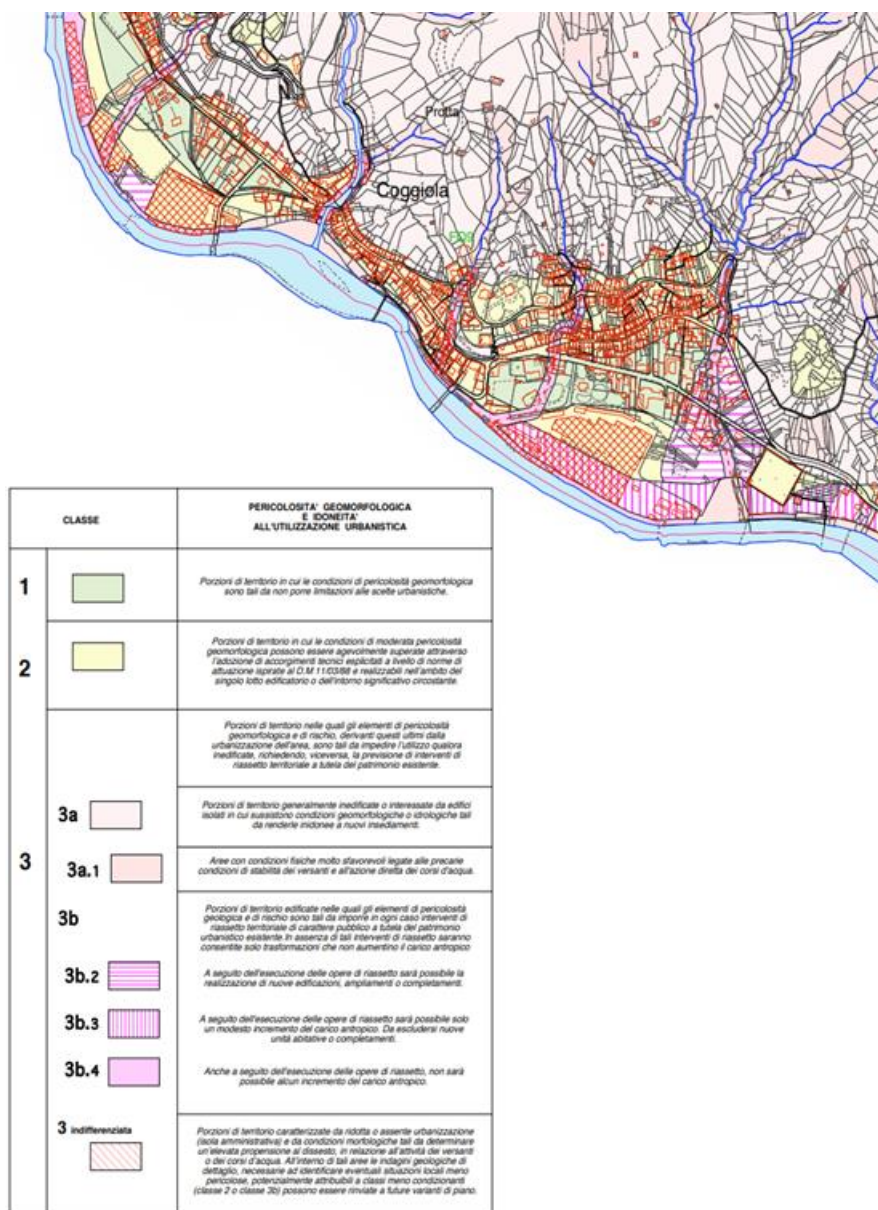 Protta
Coggiola
CLASSE
PERICOLOSITA' GEOMORFOLOGICA
E IDONEITA'
ALL'UTILIZZAZIONE URBANISTICA
1
Porzioni di territorio in cui le condizioni di pericolosità geomorfologica
sono tali da non porre limitazioni alle scelte urbanistiche.
2
Porzioni di territorio in cui le condizioni di moderata pericolosità
geomorfologica possono essere agevolmente superate attraverso
l'adozione di accorgimenti tecnici esplicitati a livello di norme di
attuazione ispirate al D.M 11/03/88 e realizzabili nell'ambito del
singolo lotto edificatorio o dell'intorno significativo circostante.
3
Porzioni di territorio nelle quali gli elementi di pericolosità
geomorfologica e di rischio, derivanti questi ultimi dalla
urbanizzazione dell'area, sono tali da impedire l'utilizzo qualora
inedificate, richiedendo, viceversa, la previsione di interventi di
riassetto territoriale a tutela del patrimonio esistente.
3a
Porzioni di territorio generalmente inedificate o interessate da edifici
isolati in cui sussistono condizioni geomorfologiche o idrologiche tali
da renderle inidonee a nuovi insediamenti.
3a.1
Aree con condizioni fisiche molto sfavorevoli legate alle precarie
condizioni di stabilità dei versanti e all'azione diretta dei corsi d'acqua.
3b
Porzioni di territorio edificate nelle quali gli elementi di pericolosità
geologica e di rischio sono tali da imporre in ogni caso interventi di
riassetto territoriale di carattere pubblico a tutela del patrimonio
urbanistico esistente.In assenza di tali interventi di riassetto saranno
consentite solo trasformazioni che non aumentino il carico antropico
3b.2
A seguito dell'esecuzione delle opere di riassetto sarà possibile la
realizzazione di nuove edificazioni, ampliamenti o completamenti.
3b.3
A seguito dell'esecuzione delle opere di riassetto sarà possibile solo
un modesto incremento del carico antropico. Da escludersi nuove
unità abitative o completamenti.
3b.4
Anche a seguito dell'esecuzione delle opere di riassetto, non sarà
possibile alcun incremento del carico antropico.
3 indifferenziata
Porzioni di territorio caratterizzate da ridotta o assente urbanizzazione
(isola amministrativa) e da condizioni morfologiche tali da determinare
un'elevata propensione al dissesto, in relazione all'attività dei versanti
o dei corsi d'acqua. All'interno di tali aree le indagini geologiche di
dettaglio, necessarie ad identificare eventuali situazioni locali meno
pericolose, potenzialmente attribuibili a classi meno condizionanti
(classe 2 o classe 3b) possono essere rinviate a future varianti di piano.